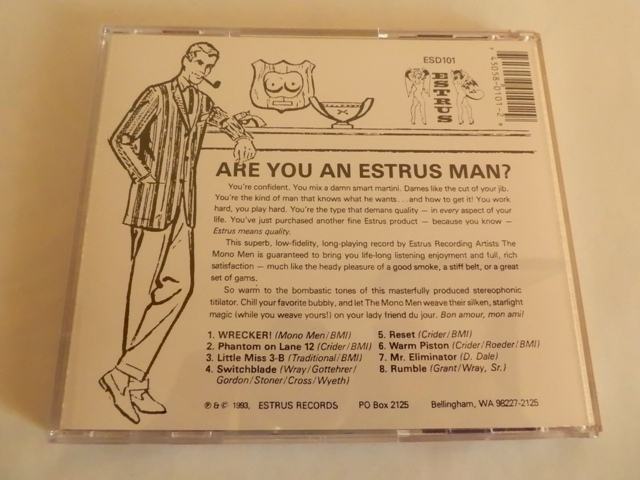 ESD101
ESTRUS
7 45058-0101-2
ARE YOU AN ESTRUS MAN?
You're confident. You mix a damn smart martini. Dames like the cut of your jib.
You're the kind of man that knows what he wants...and how to get it! You work
hard, you play hard. You're the type that demans quality — in every aspect of your
life. You've just purchased another fine Estrus product — because you know —
Estrus means quality.
This superb, low-fidelity, long-playing record by Estrus Recording Artists The
Mono Men is guaranteed to bring you life-long listening enjoyment and full, rich
satisfaction — much like the heady pleasure of a good smoke, a stiff belt, or a great
set of gams.
So warm to the bombastic tones of this masterfully produced stereophonic
titilator. Chill your favorite bubbly, and let The Mono Men weave their silken, starlight
magic (while you weave yours!) on your lady friend du jour. Bon amour, mon ami!
1. WRECKER! (Mono Men/BMI)
2. Phantom on Lane 12 (Crider/BMI)
3. Little Miss 3-B (Traditional/BMI)
4. Switchblade (Wray/Gottehrer/
Gordon/Stoner/Cross/Wyeth)
5. Reset (Crider/BMI)
6. Warm Piston (Crider/Roeder/BMI)
7. Mr. Eliminator (D. Dale)
8. Rumble (Grant/Wray, Sr.)
℗ & © 1993, ESTRUS RECORDS PO Box 2125 Bellingham, WA 98227-2125